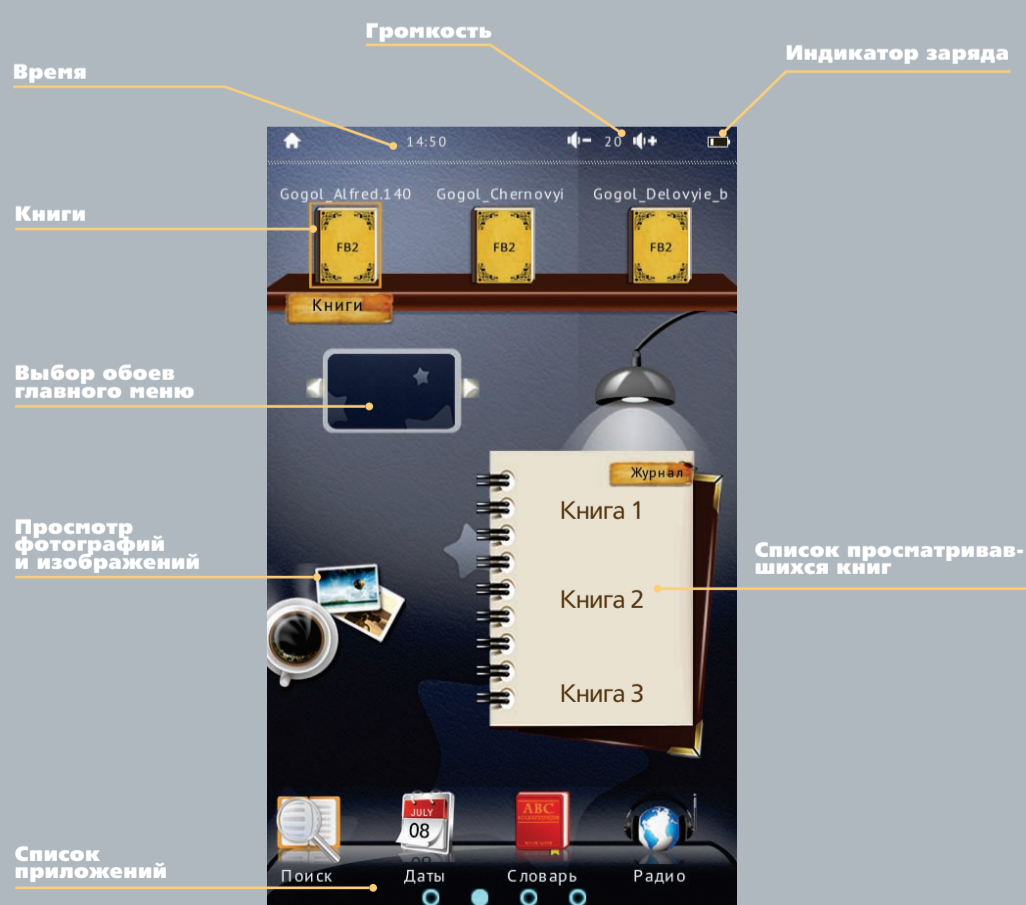 Громкость
Индикатор заряда
Время
14:50
20
Gogol_Alfred.140 Gogol_Chernovyi Gogol_Delovyie_b
Книги
FB2 FB2 FB2
Книги
Выбор обоев
главного меню
Журнал
Книга 1
Просмотр
фотографий
и изображений
Список просматривав-
шихся книг
Книга 2
Книга 3
JULY
08
ABC
Список
приложений
Поиск Даты Словарь Радио